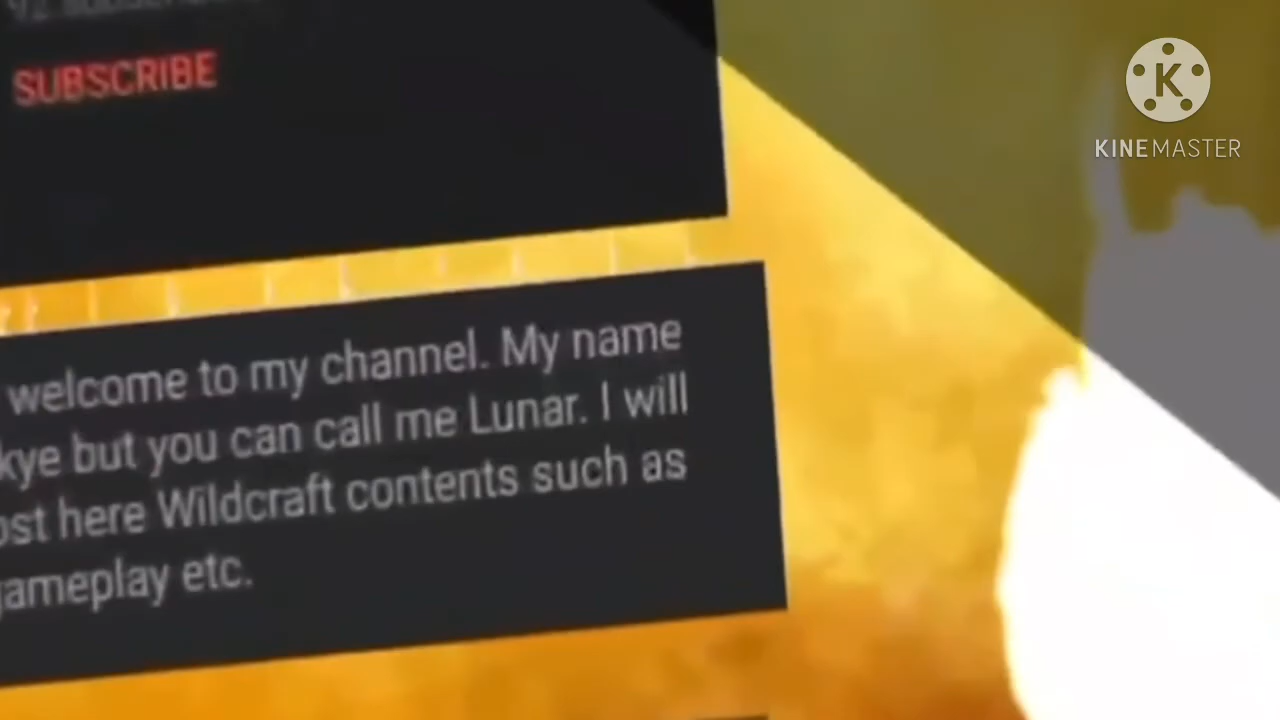 SUBSCRIBE
K
KINEMASTER
welcome to my channel. My name
kye but you can call me Lunar. I will
ost here Wildcraft contents such as
gameplay etc.